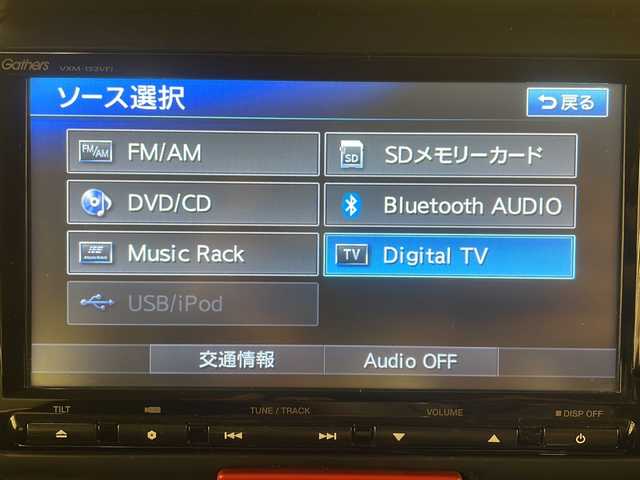 Gathers VXM-152VFi
ソース選択 戻る
FM/AM FM/AM SD SDメモリーカード
DVD/CD Bluetooth AUDIO
Music Rack TV Digital TV
USB/iPod
交通情報 Audio OFF
TILT TUNE / TRACK VOLUME DISP OFF